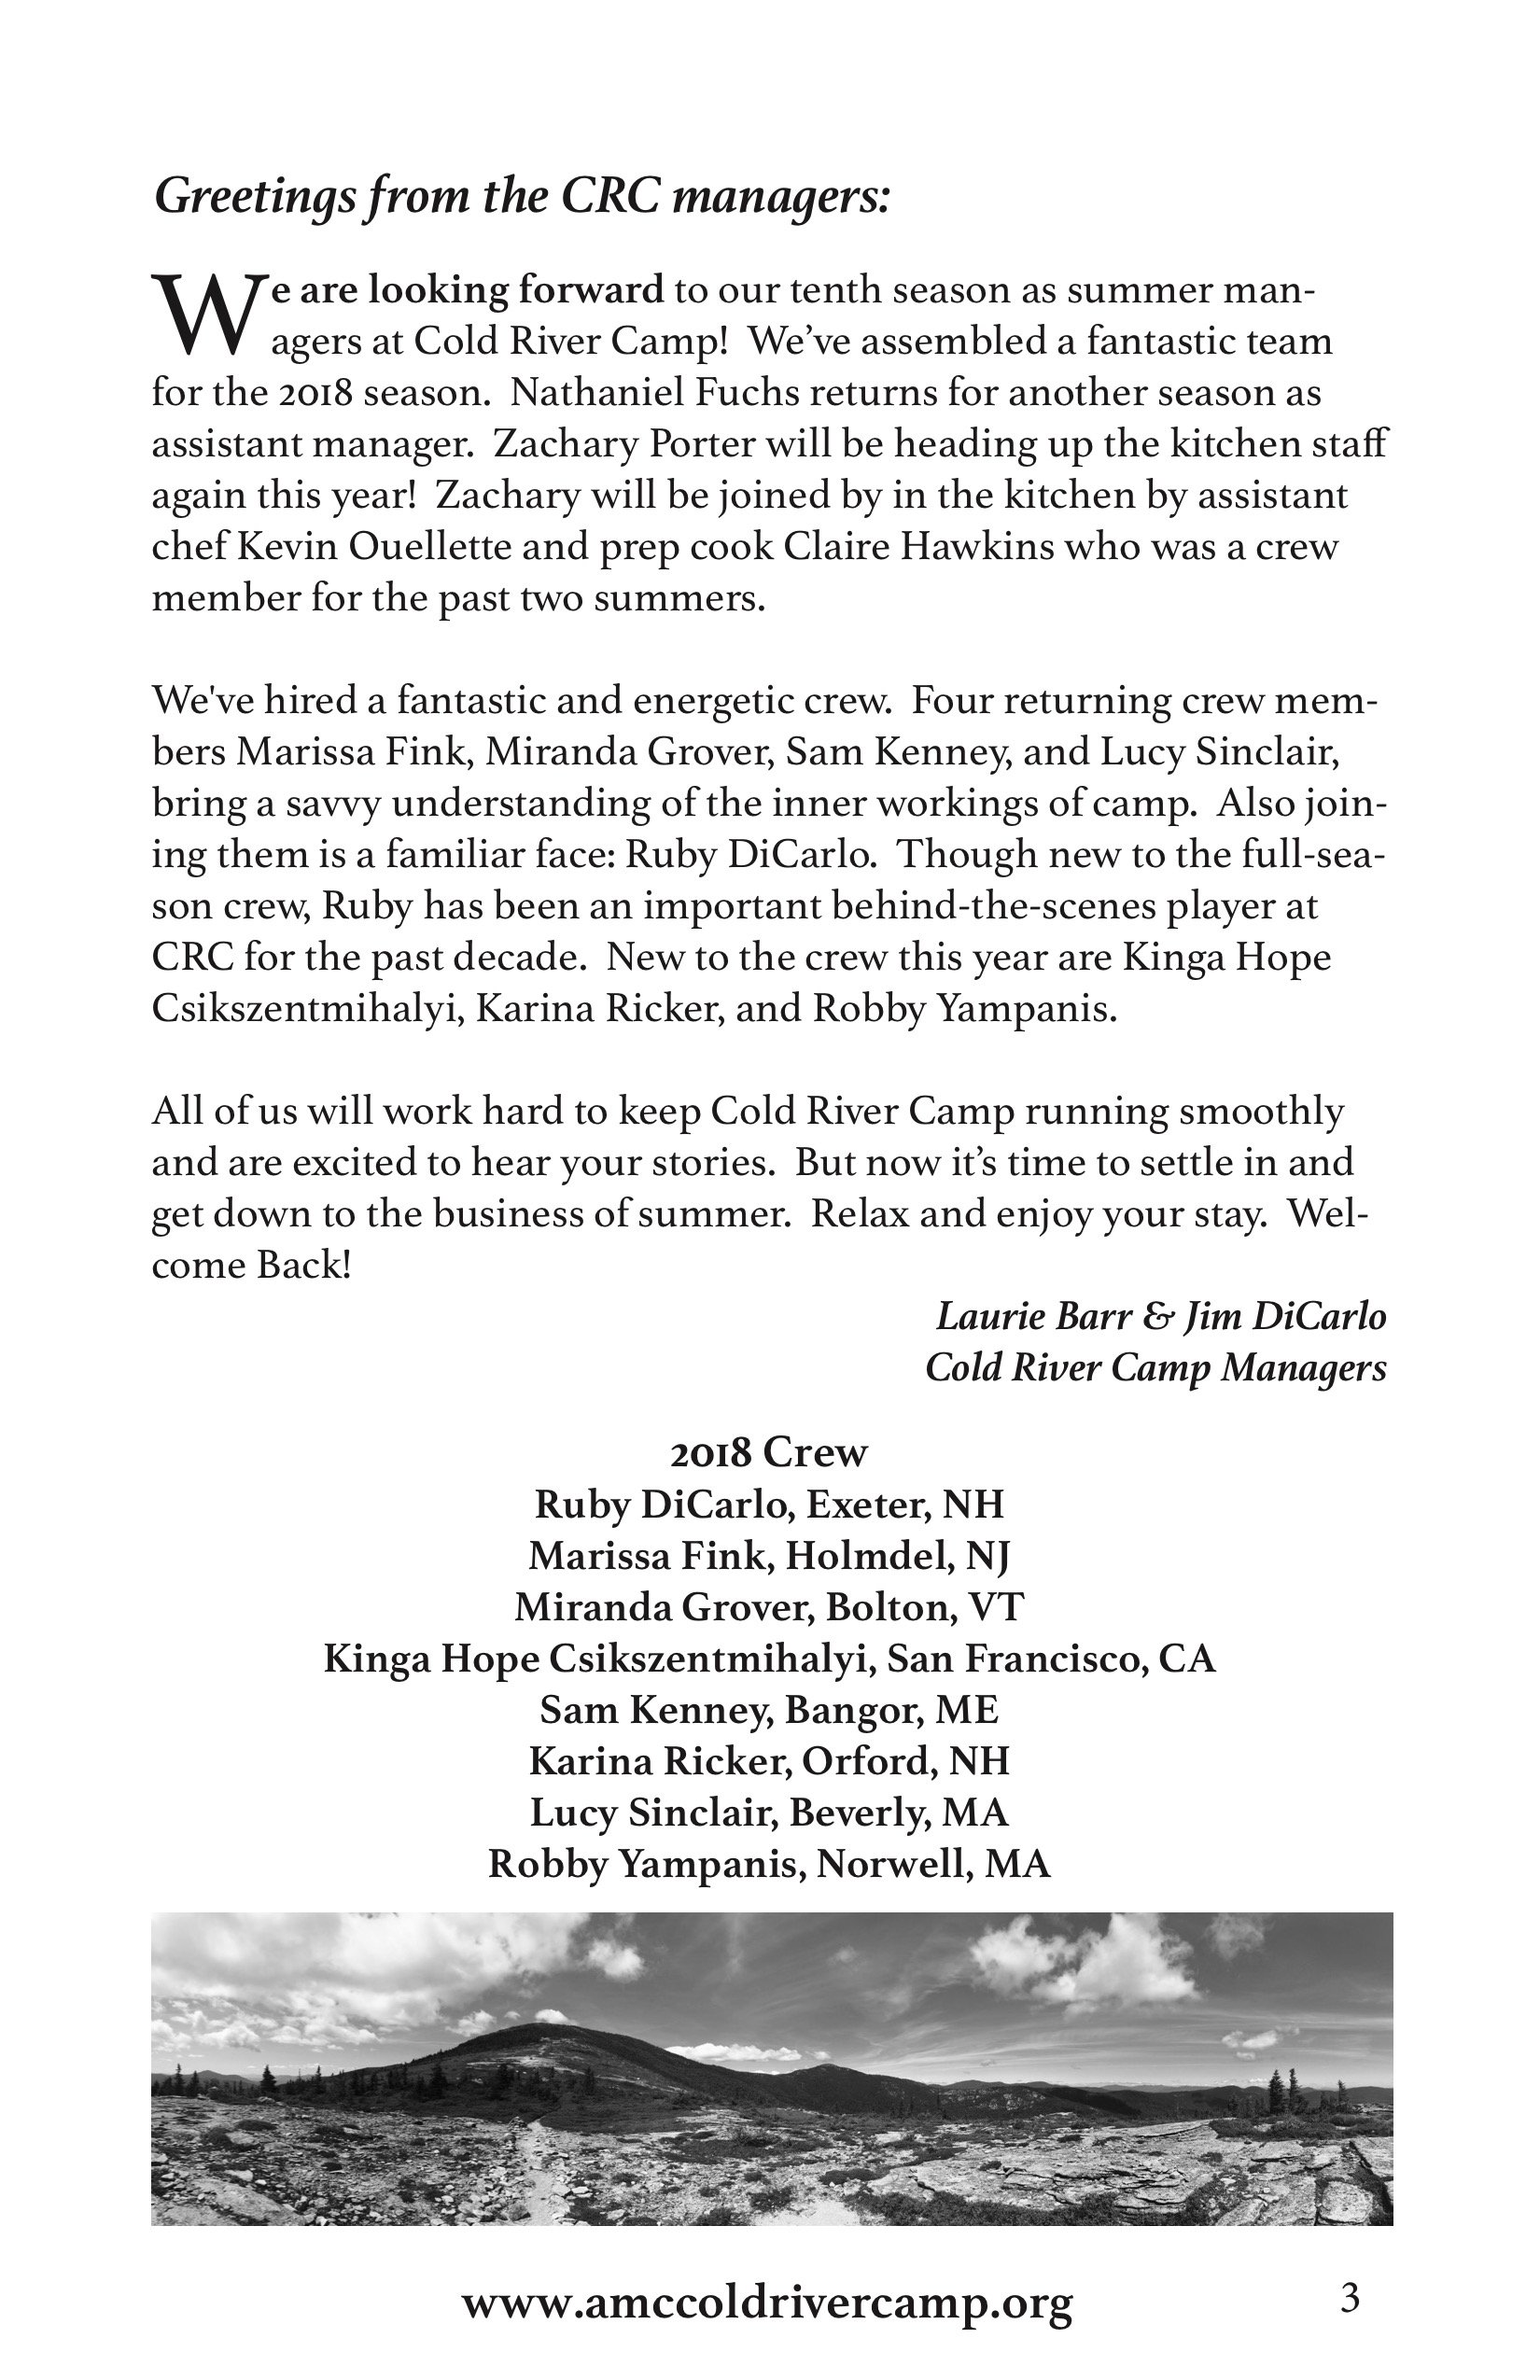 Greetings from the CRC managers:
We are looking forward to our tenth season as summer man-
agers at Cold River Camp!  We’ve assembled a fantastic team
for the 2018 season.  Nathaniel Fuchs returns for another season as
assistant manager.  Zachary Porter will be heading up the kitchen staff
again this year!  Zachary will be joined by in the kitchen by assistant
chef Kevin Ouellette and prep cook Claire Hawkins who was a crew
member for the past two summers.
We've hired a fantastic and energetic crew.  Four returning crew mem-
bers Marissa Fink, Miranda Grover, Sam Kenney, and Lucy Sinclair,
bring a savvy understanding of the inner workings of camp.  Also join-
ing them is a familiar face: Ruby DiCarlo.  Though new to the full-sea-
son crew, Ruby has been an important behind-the-scenes player at
CRC for the past decade.  New to the crew this year are Kinga Hope
Csikszentmihalyi, Karina Ricker, and Robby Yampanis.
All of us will work hard to keep Cold River Camp running smoothly
and are excited to hear your stories.  But now it’s time to settle in and
get down to the business of summer.  Relax and enjoy your stay.  Wel-
come Back!
Laurie Barr & Jim DiCarlo
Cold River Camp Managers
2018 Crew
Ruby DiCarlo, Exeter, NH
Marissa Fink, Holmdel, NJ
Miranda Grover, Bolton, VT
Kinga Hope Csikszentmihalyi, San Francisco, CA
Sam Kenney, Bangor, ME
Karina Ricker, Orford, NH
Lucy Sinclair, Beverly, MA
Robby Yampanis, Norwell, MA
www.amccoldrivercamp.org
3